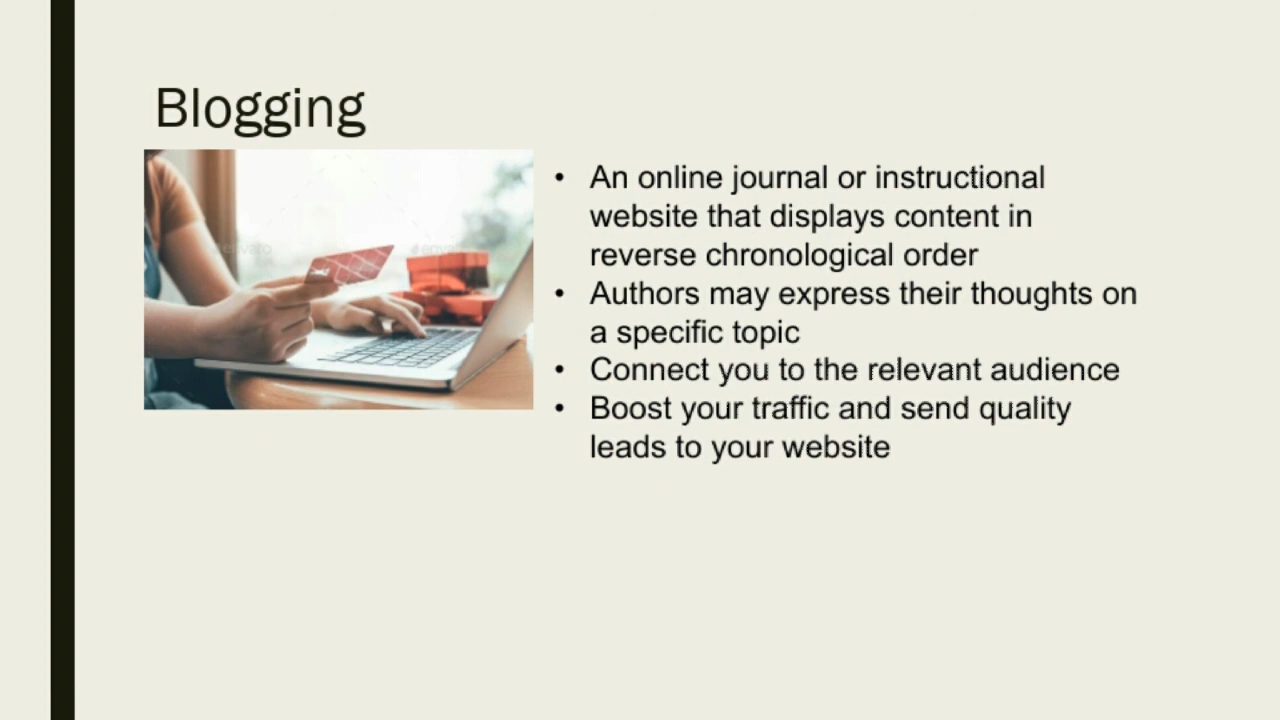 Blogging
• An online journal or instructional
website that displays content in
reverse chronological order
• Authors may express their thoughts on
a specific topic
• Connect you to the relevant audience
• Boost your traffic and send quality
leads to your website
envato